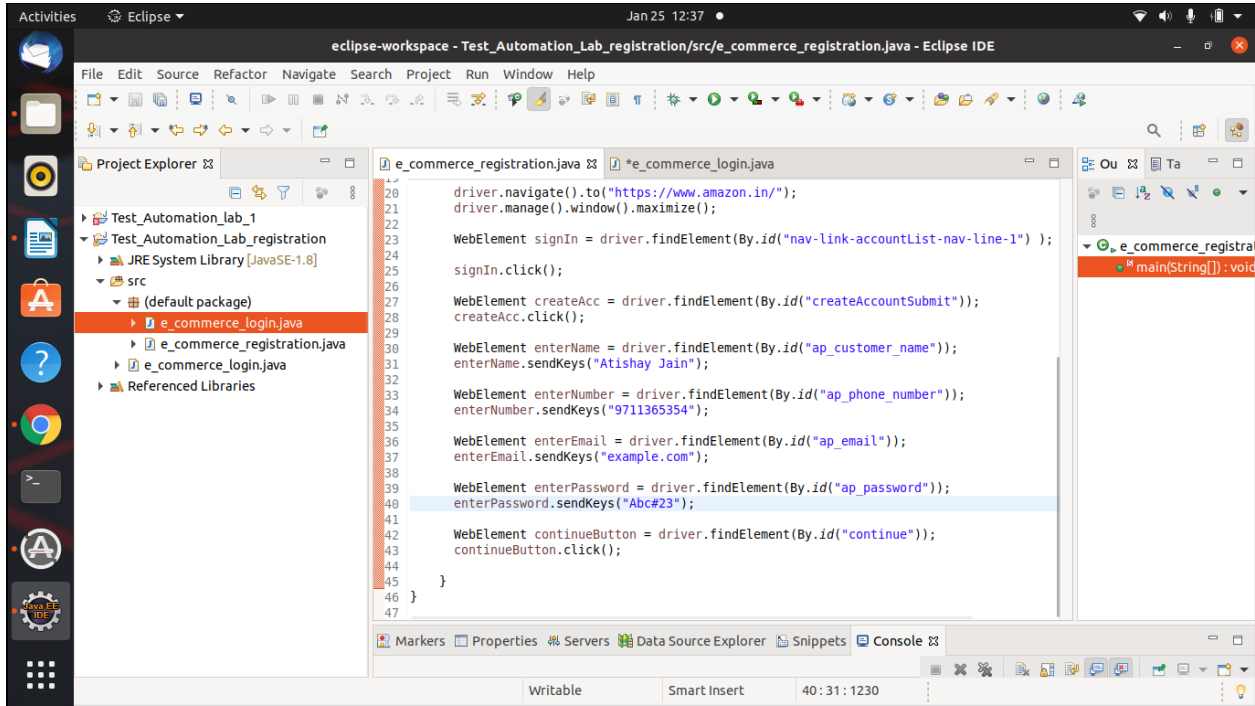 Activities
Eclipse
Jan 25 12:37
eclipse-workspace - Test_Automation_Lab_registration/src/e_commerce_registration.java - Eclipse IDE
File Edit Source Refactor Navigate Search Project Run Window Help
Project Explorer
Test_Automation_lab_1
Test_Automation_Lab_registration
JRE System Library [JavaSE-1.8]
src
(default package)
e_commerce_login.java
e_commerce_registration.java
e_commerce_login.java
Referenced Libraries
e_commerce_registration.java
*e_commerce_login.java
20 driver.navigate().to("https://www.amazon.in/");
21 driver.manage().window().maximize();
22
23 WebElement signIn = driver.findElement(By.id("nav-link-accountList-nav-line-1") );
24
25 signIn.click();
26
27 WebElement createAcc = driver.findElement(By.id("createAccountSubmit"));
28 createAcc.click();
29
30 WebElement enterName = driver.findElement(By.id("ap_customer_name"));
31 enterName.sendKeys("Atishay Jain");
32
33 WebElement enterNumber = driver.findElement(By.id("ap_phone_number"));
34 enterNumber.sendKeys("9711365354");
35
36 WebElement enterEmail = driver.findElement(By.id("ap_email"));
37 enterEmail.sendKeys("example.com");
38
39 WebElement enterPassword = driver.findElement(By.id("ap_password"));
40 enterPassword.sendKeys("Abc#23");
41
42 WebElement continueButton = driver.findElement(By.id("continue"));
43 continueButton.click();
44
45 }
46 }
47
Ou
Ta
e_commerce_registra
main(String[]) : void
Markers Properties Servers Data Source Explorer Snippets Console
Writable
Smart Insert
40 : 31 : 1230
Java EE
IDE